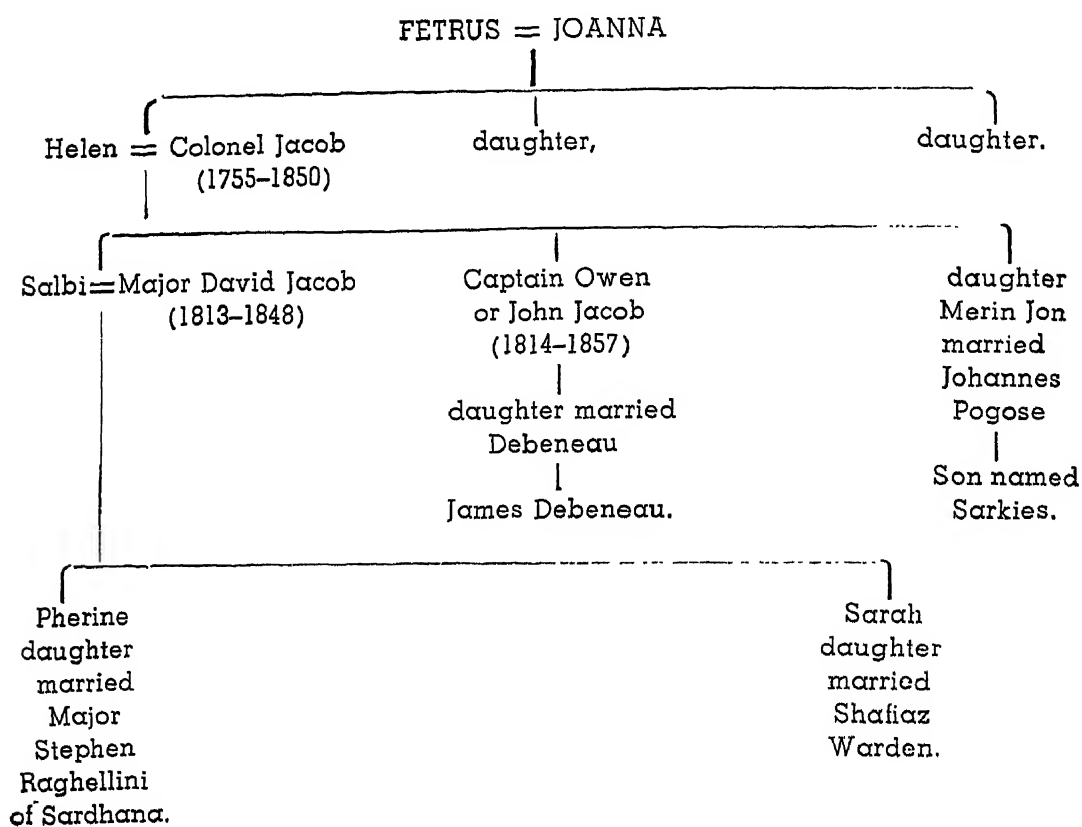 FETRUS = JOANNA
Helen = Colonel Jacob
(1755–1850)
daughter,
daughter.
Salbi=Major David Jacob
(1813–1848)
Captain Owen
or John Jacob
(1814–1857)
daughter married
Debeneau
James Debeneau.
daughter
Merin Jon
married
Johannes
Pogose
Son named
Sarkies.
Pherine
daughter
married
Major
Stephen
Raghellini
of Sardhana.
Sarah
daughter
married
Shafiaz
Warden.